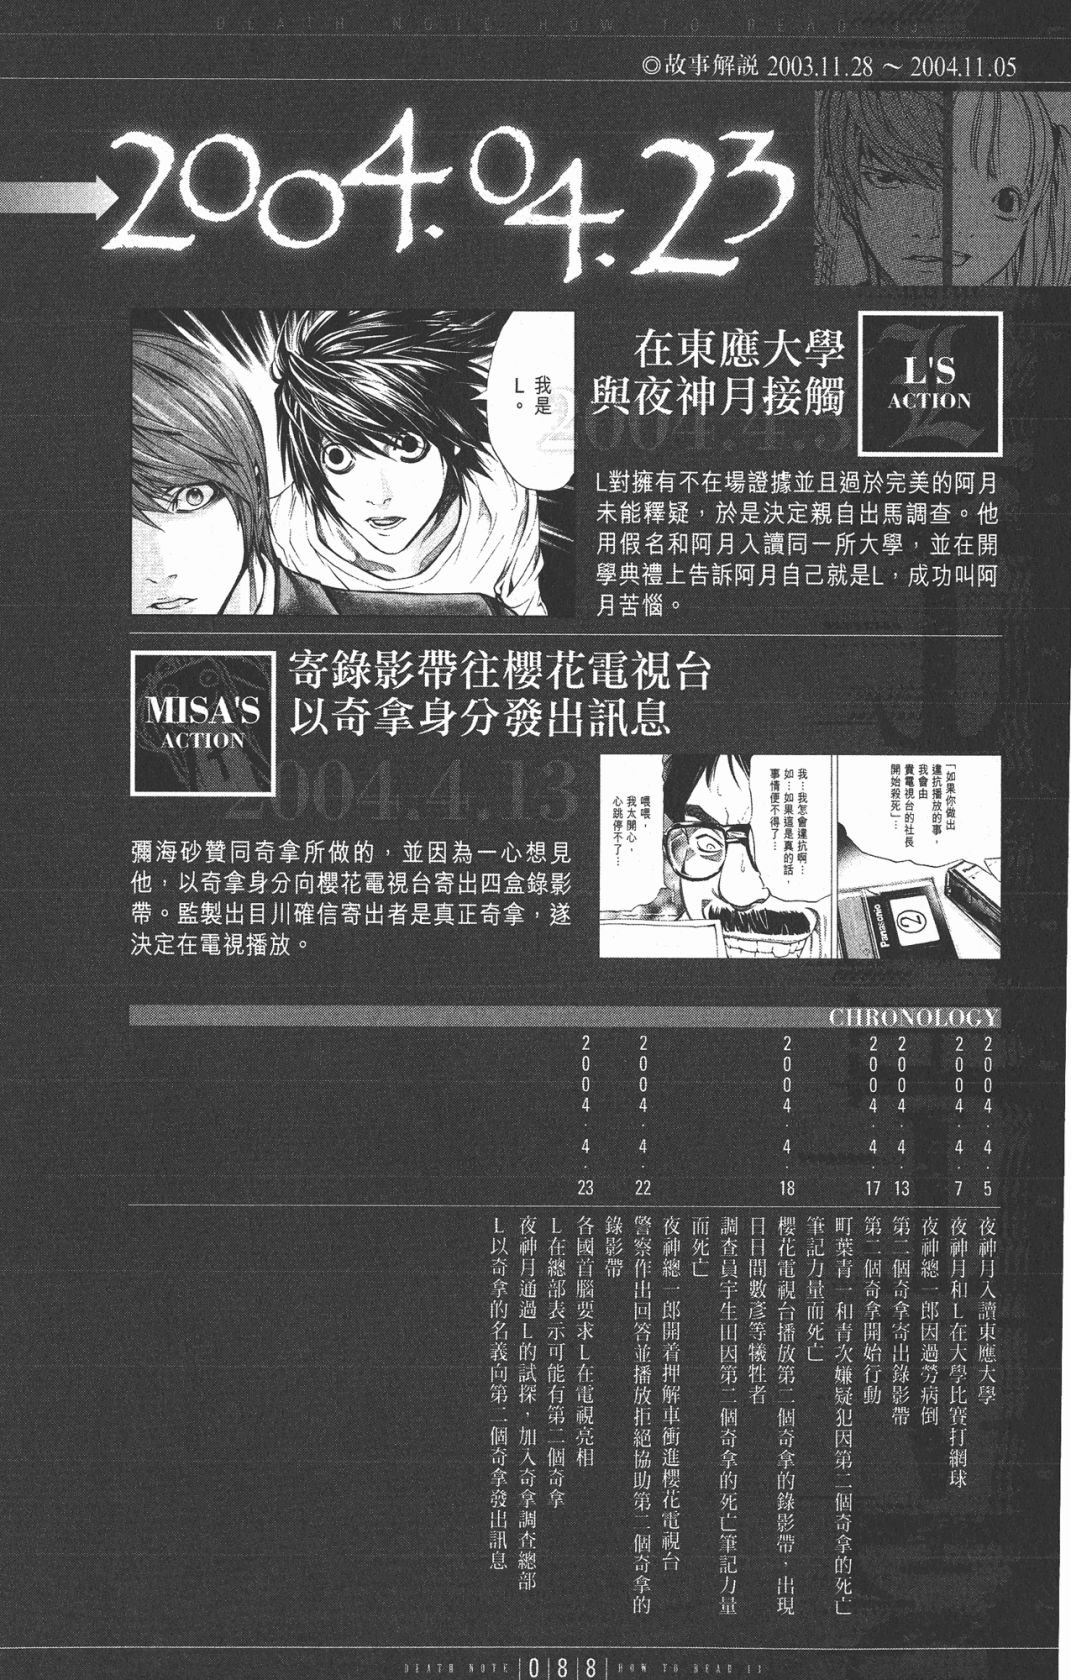 DEATH NOTE HOW TO READ 13
◎故事解說 2003.11.28 ～ 2004.11.05
2004.04.23
在東應大學
與夜神月接觸
L'S
ACTION
我是
L。
L對擁有不在場證據並且過於完美的阿月
未能釋疑，於是決定親自出馬調查。他
用假名和阿月入讀同一所大學，並在開
學典禮上告訴阿月自己就是L，成功叫阿
月苦惱。
MISA'S
ACTION
寄錄影帶往櫻花電視台
以奇拿身分發出訊息
2004.4.13
彌海砂贊同奇拿所做的，並因為一心想見
他，以奇拿身分向櫻花電視台寄出四盒錄影
帶。監製出目川確信寄出者是真正奇拿，遂
決定在電視播放。
「如果你做出
違抗播放的事，
我會由
貴電視台的社長
開始殺死」…
我…我怎會違抗啊…
如…如果這是真的話，
事情便不得了…
喂喂，
我太開心，
心跳停不了…
Panasonic
②
CHRONOLOGY
2004.4.5 夜神月入讀東應大學
2004.4.7 夜神月和L在大學比賽打網球
夜神總一郎因過勞病倒
2004.4.13 第二個奇拿寄出錄影帶
2004.4.17 第二個奇拿開始行動
町葉青一和青次嫌疑犯因第二個奇拿的死亡
筆記力量而死亡
2004.4.18 櫻花電視台播放第二個奇拿的錄影帶，出現
日日間數彥等犧牲者
調查員宇生田因第二個奇拿的死亡筆記力量
而死亡
夜神總一郎開着押解車衝進櫻花電視台
2004.4.22 警察作出回答並播放拒絕協助第二個奇拿的
錄影帶
2004.4.23 各國首腦要求L在電視亮相
L在總部表示可能有第二個奇拿
夜神月通過L的試探，加入奇拿調查總部
L以奇拿的名義向第二個奇拿發出訊息
DEATH NOTE 088 HOW TO READ 13